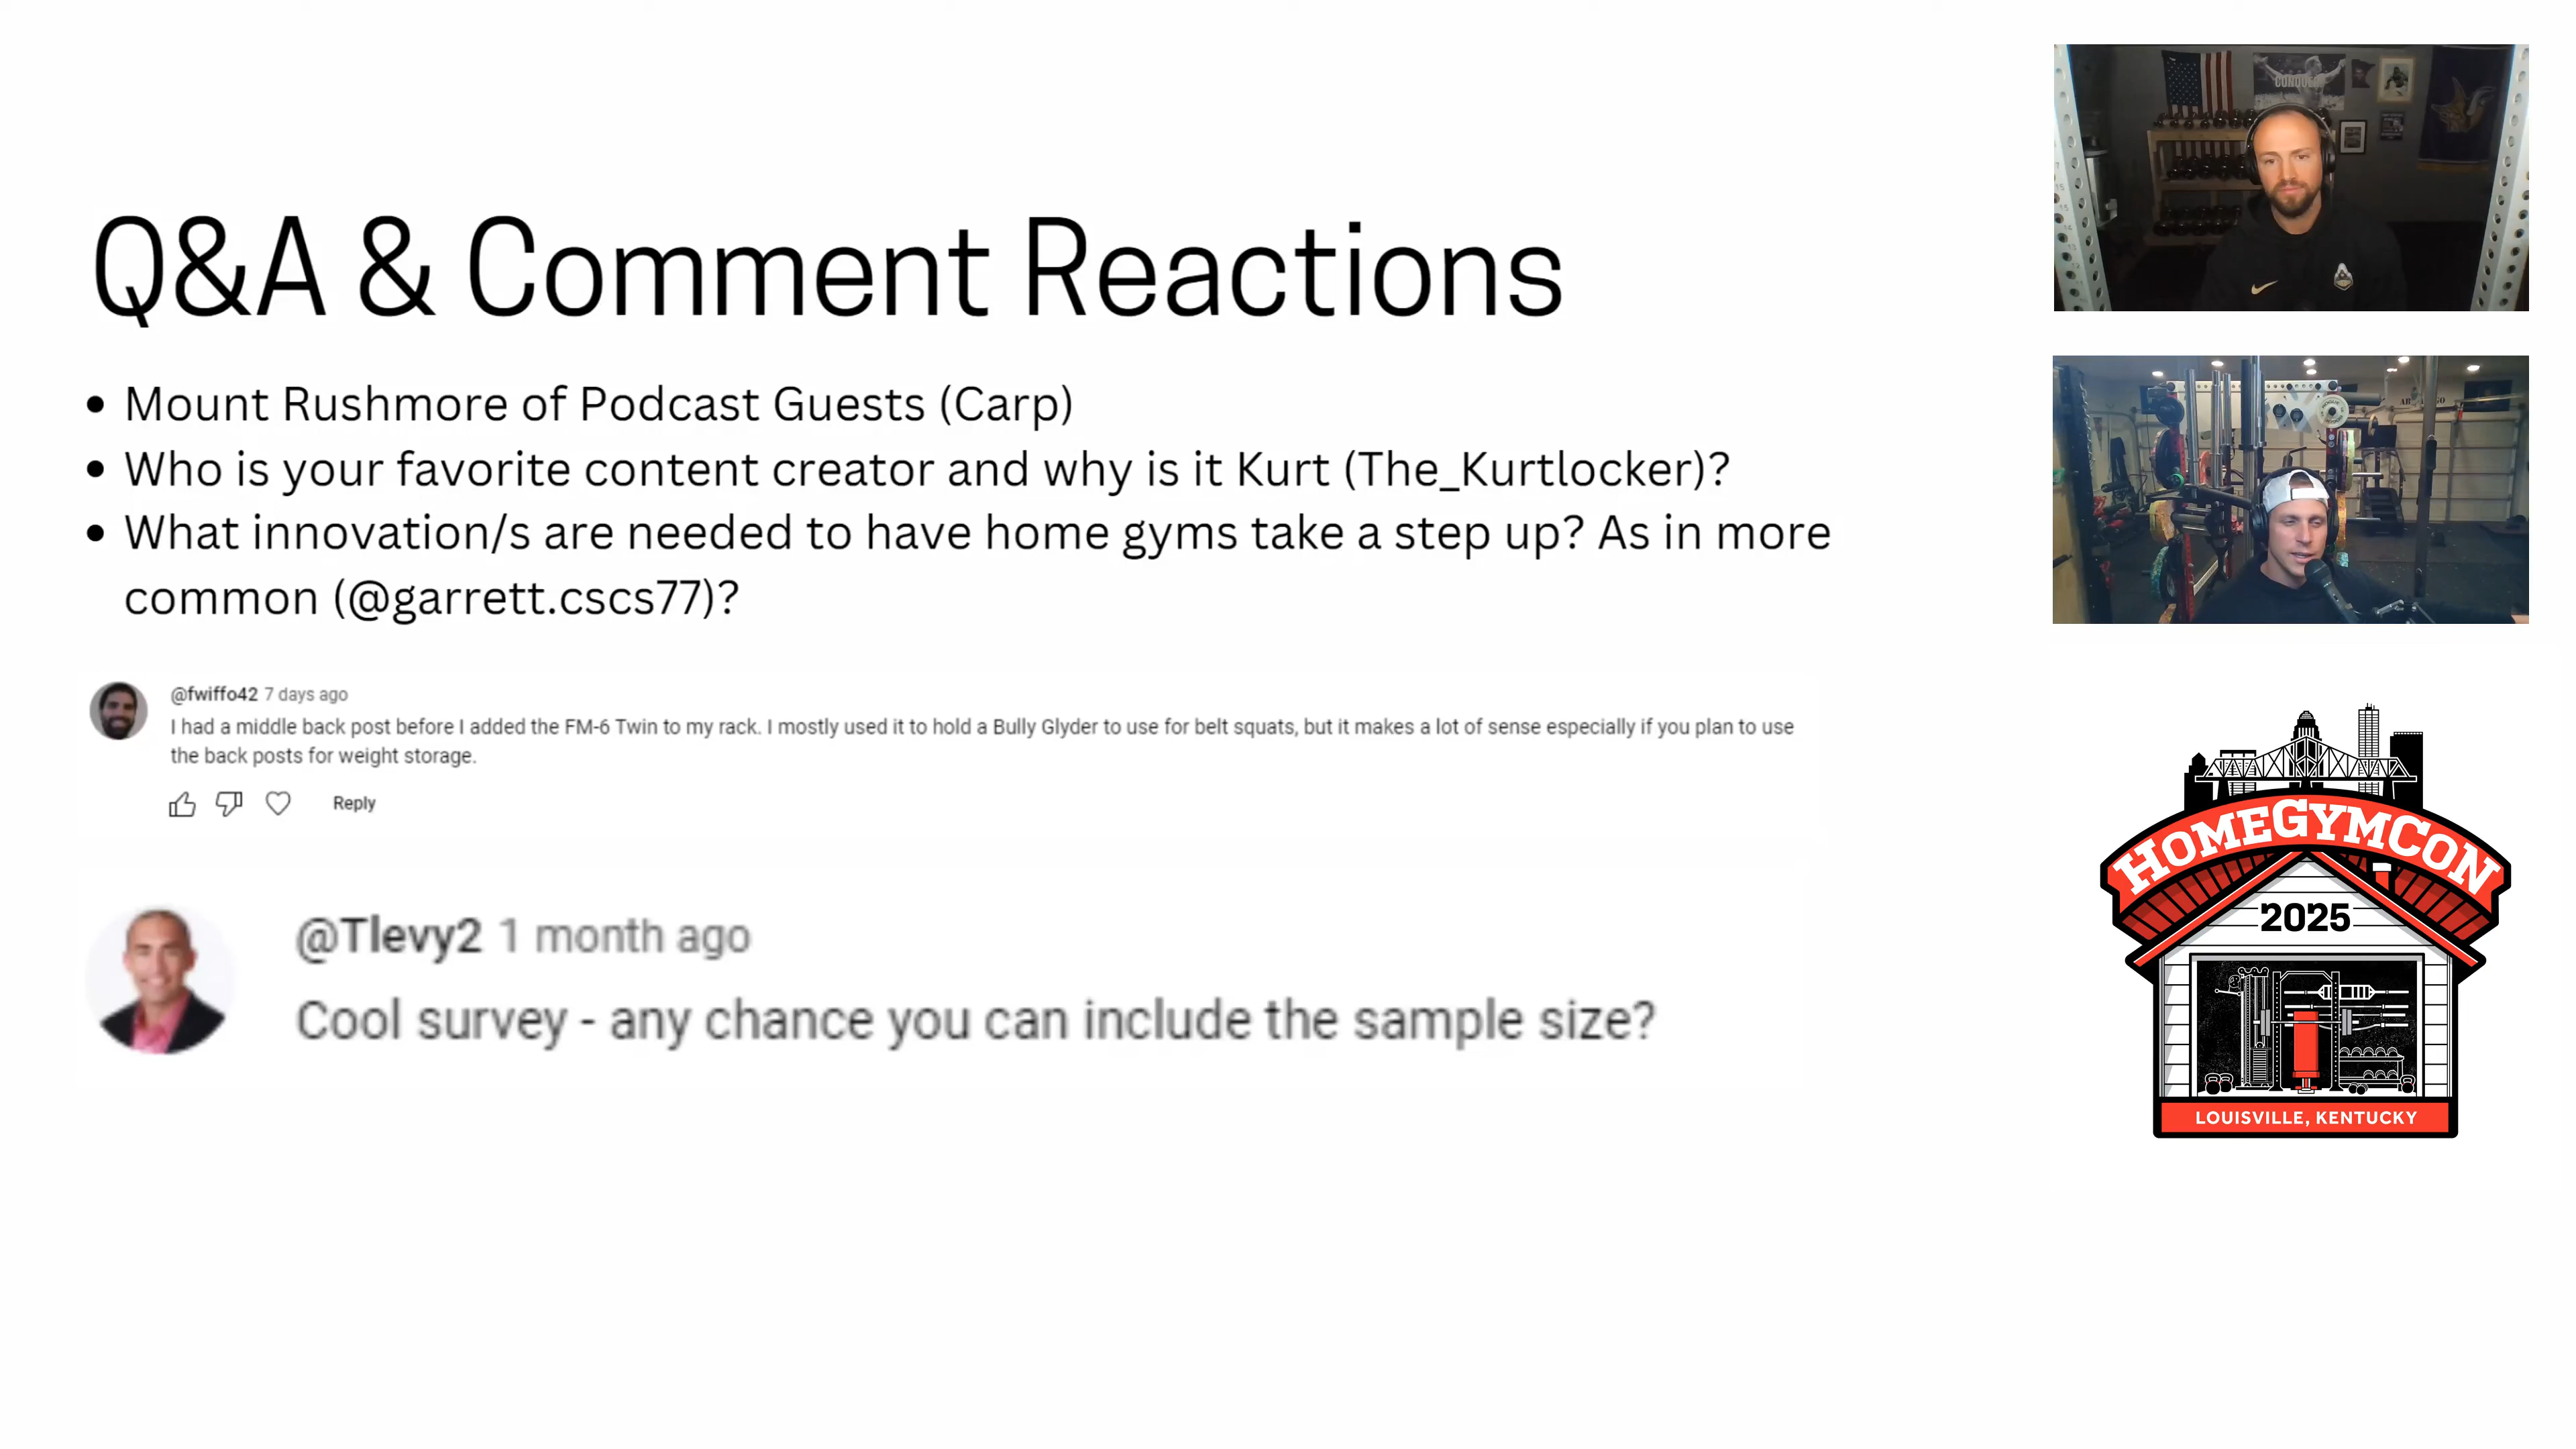 Q&A & Comment Reactions
• Mount Rushmore of Podcast Guests (Carp)
• Who is your favorite content creator and why is it Kurt (The_Kurtlocker)?
• What innovation/s are needed to have home gyms take a step up? As in more
common (@garrett.cscs77)?
@fwiffo42 7 days ago
I had a middle back post before I added the FM-6 Twin to my rack. I mostly used it to hold a Bully Glyder to use for belt squats, but it makes a lot of sense especially if you plan to use
the back posts for weight storage.
Reply
@Tlevy2 1 month ago
Cool survey - any chance you can include the sample size?
CONQUER
HOMEGYMCON
2025
LOUISVILLE, KENTUCKY